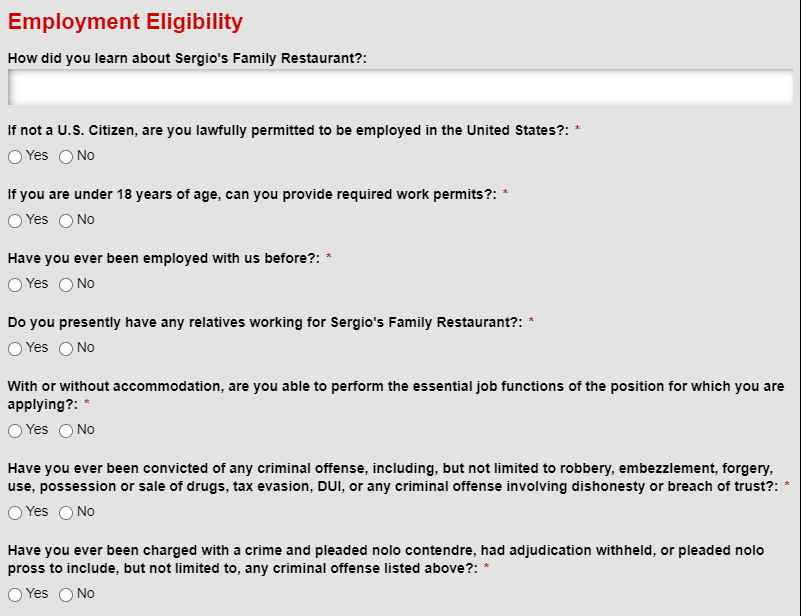 Employment Eligibility
How did you learn about Sergio's Family Restaurant?:
If not a U.S. Citizen, are you lawfully permitted to be employed in the United States?: *
Yes No
If you are under 18 years of age, can you provide required work permits?: *
Yes No
Have you ever been employed with us before?: *
Yes No
Do you presently have any relatives working for Sergio's Family Restaurant?: *
Yes No
With or without accommodation, are you able to perform the essential job functions of the position for which you are
applying?: *
Yes No
Have you ever been convicted of any criminal offense, including, but not limited to robbery, embezzlement, forgery,
use, possession or sale of drugs, tax evasion, DUI, or any criminal offense involving dishonesty or breach of trust?: *
Yes No
Have you ever been charged with a crime and pleaded nolo contendre, had adjudication withheld, or pleaded nolo
pross to include, but not limited to, any criminal offense listed above?: *
Yes No